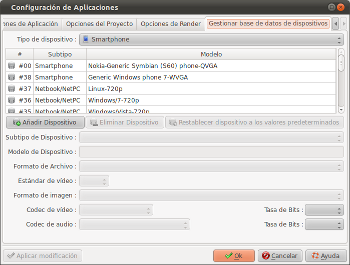 Configuración de Aplicaciones
nes de Aplicación Opciones del Proyecto Opciones de Render Gestionar base de datos de dispositivos
Tipo de dispositivo : Smartphone
# Subtipo Modelo
#00 Smartphone Nokia-Generic Symbian (S60) phone-QVGA
#38 Smartphone Generic Windows phone 7-WVGA
#37 Netbook/NetPC Linux-720p
#36 Netbook/NetPC Windows/7-720p
#35 Netbook/NetPC Windows/Vista-720p
Añadir Dispositivo Eliminar Dispositivo Restablecer dispositivo a los valores predeterminados
Subtipo de Dispositivo :
Modelo de Dispositivo :
Formato de Archivo :
Estándar de vídeo :
Formato de imagen :
Codec de vídeo : Tasa de Bits :
Codec de audio : Tasa de Bits :
Aplicar modificación Ok Cancelar Ayuda